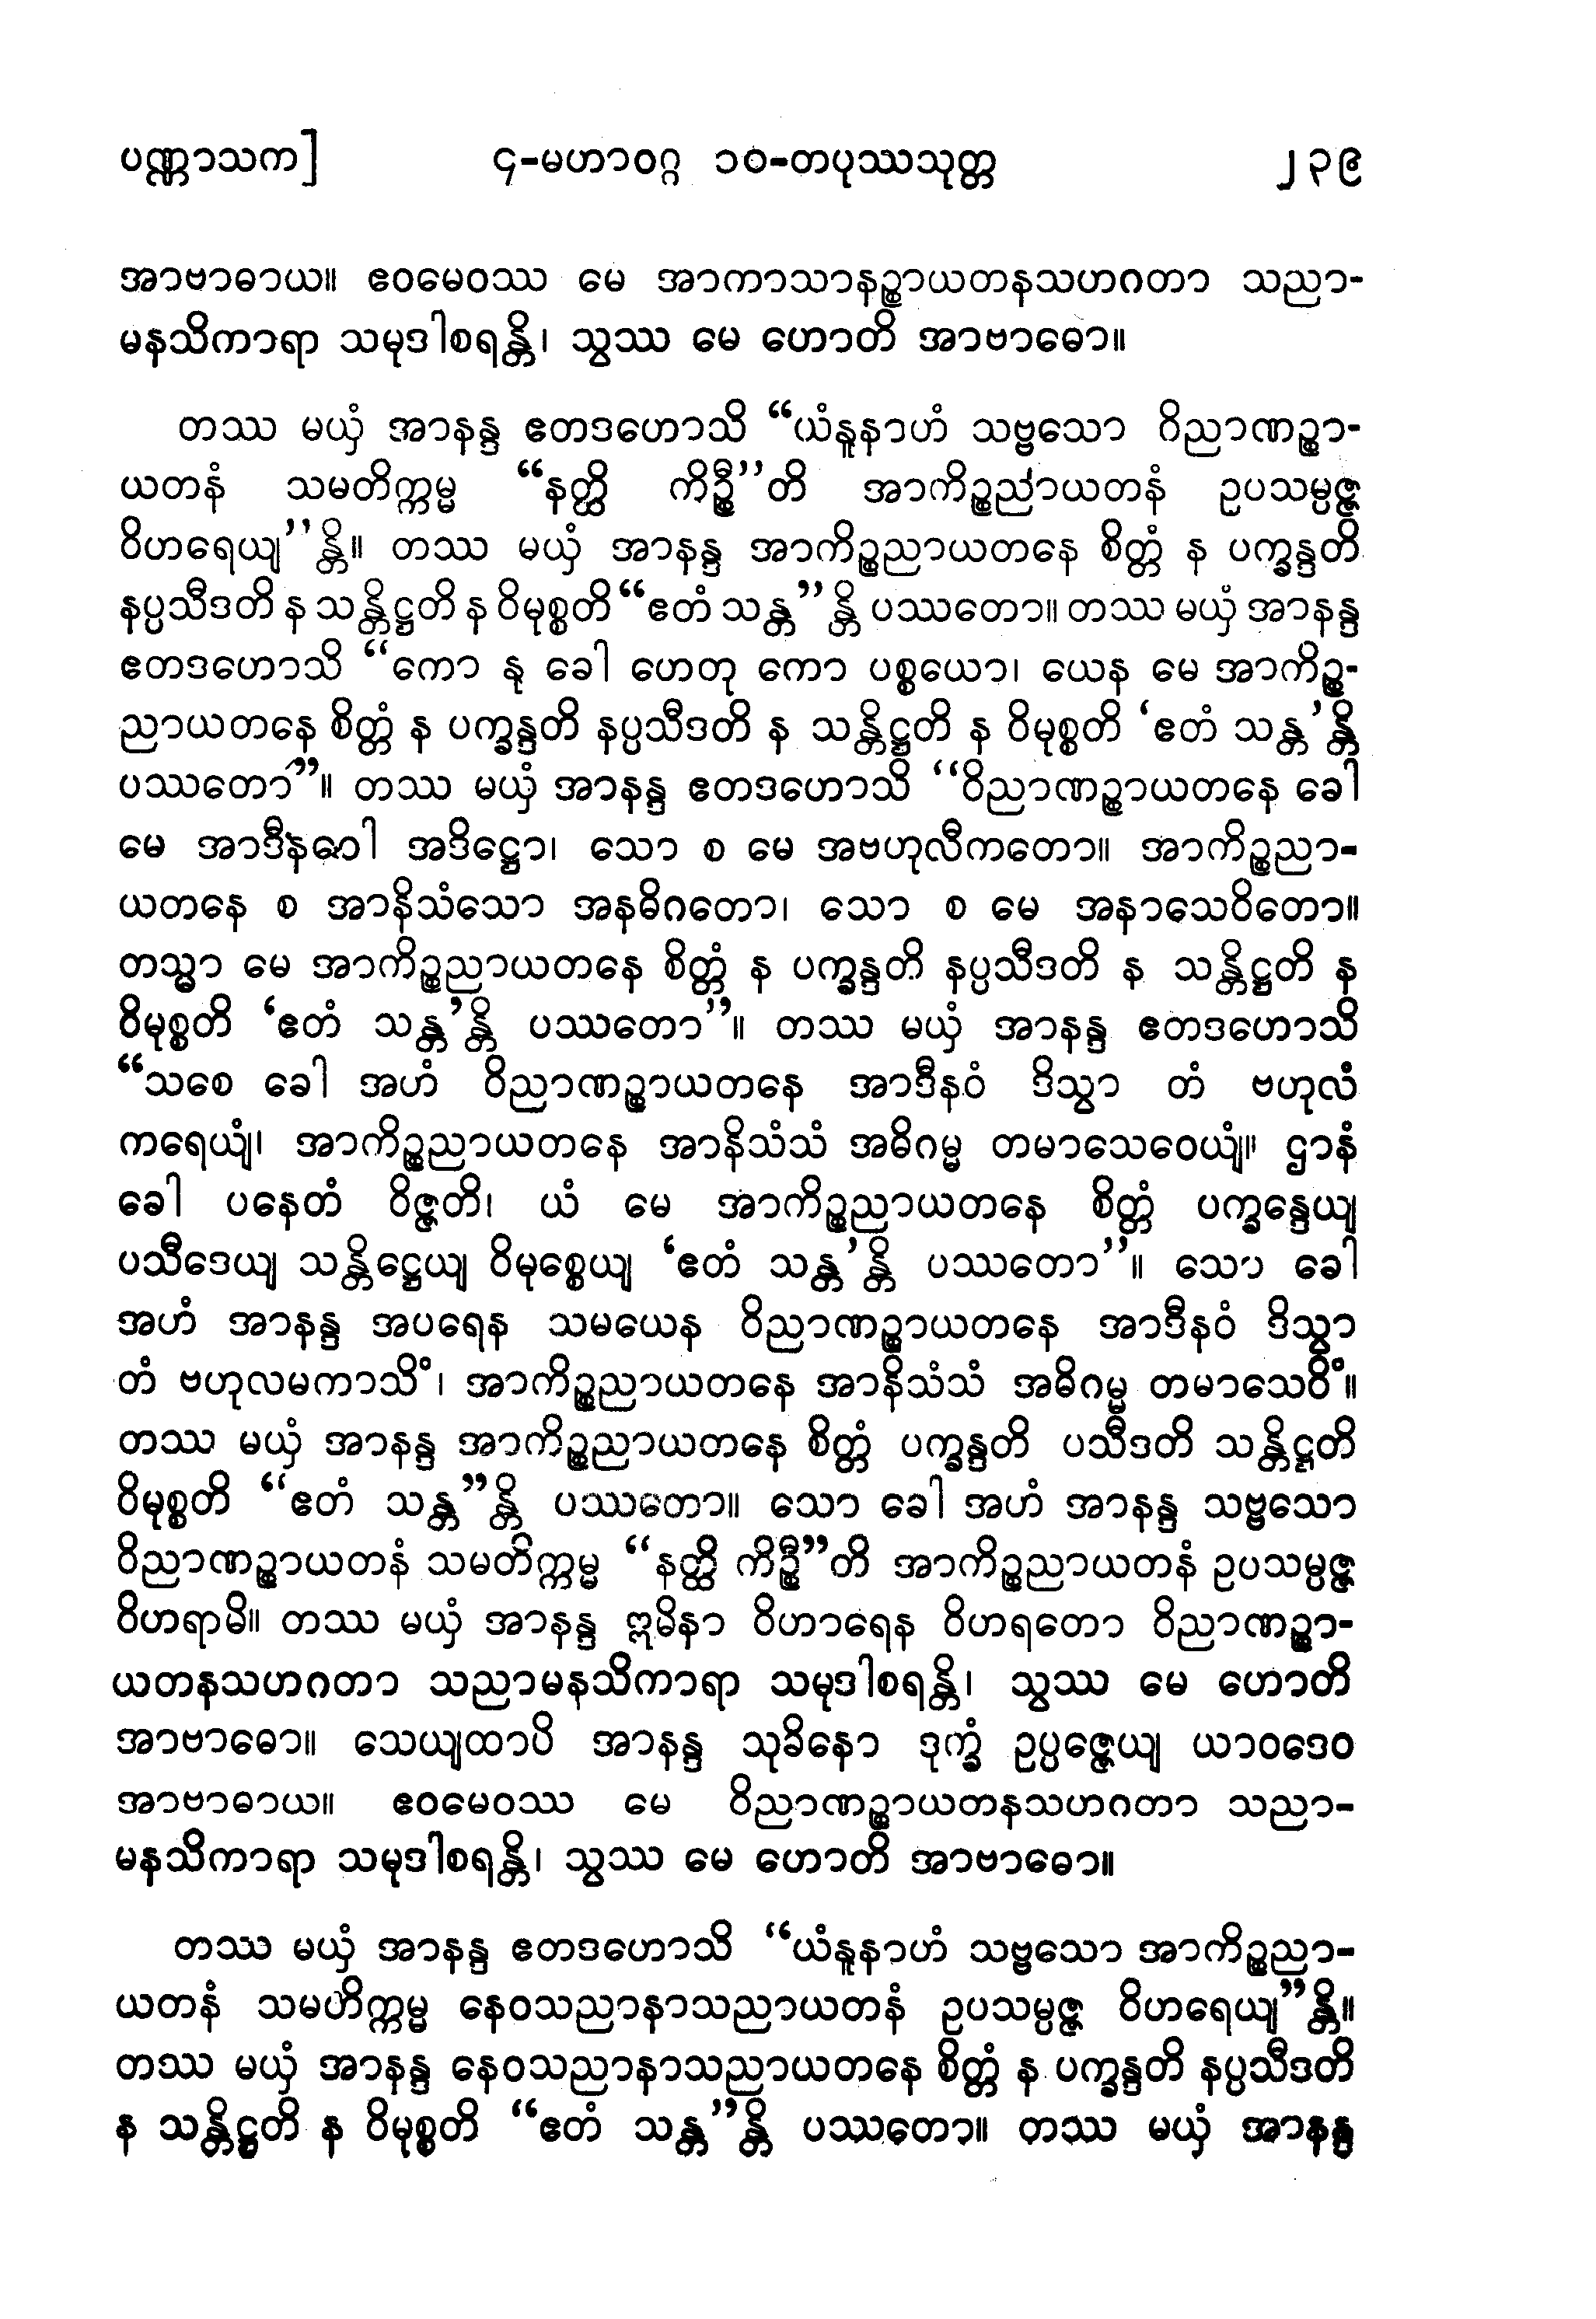 ပဏ္ဏာသက] ၄-မဟာဝဂ္ဂ ၁၀-တပုဿသုတ္တ ၂၃၉
အာဗာဓာယ။ ဧဝမေဝဿ မေ အာကာသာနဉ္စာယတနသဟဂတာ သညာ-
မနသိကာရာ သမုဒါစရန္တိ၊ သွဿ မေ ဟောတိ အာဗာဓော။
တဿ မယှံ အာနန္ဒ ဧတဒဟောသိ “ယံနူနာဟံ သဗ္ဗသော ဝိညာဏဉ္စာ-
ယတနံ သမတိက္ကမ္မ “နတ္ထိ ကိဉ္စီ”တိ အာကိဉ္စညာယတနံ ဥပသမ္ပဇ္ဇ
ဝိဟရေယျ”န္တိ။ တဿ မယှံ အာနန္ဒ အာကိဉ္စညာယတနေ စိတ္တံ န ပက္ခန္ဒတိ
နပ္ပသီဒတိ န သန္တိဋ္ဌတိ န ဝိမုစ္စတိ “ဧတံ သန္တ”န္တိ ပဿတော။ တဿ မယှံ အာနန္ဒ
ဧတဒဟောသိ “ကော နု ခေါ ဟေတု ကော ပစ္စယော၊ ယေန မေ အာကိဉ္စ-
ညာယတနေ စိတ္တံ န ပက္ခန္ဒတိ နပ္ပသီဒတိ န သန္တိဋ္ဌတိ န ဝိမုစ္စတိ ‘ဧတံ သန္တ’န္တိ
ပဿတော”။ တဿ မယှံ အာနန္ဒ ဧတဒဟောသိ “ဝိညာဏဉ္စာယတနေ ခေါ
မေ အာဒီနဝေါ အဒိဋ္ဌော၊ သော စ မေ အဗဟုလီကတော။ အာကိဉ္စညာ-
ယတနေ စ အာနိသံသော အနဓိဂတော၊ သော စ မေ အနာသေဝိတော။
တသ္မာ မေ အာကိဉ္စညာယတနေ စိတ္တံ န ပက္ခန္ဒတိ နပ္ပသီဒတိ န သန္တိဋ္ဌတိ န
ဝိမုစ္စတိ ‘ဧတံ သန္တ’န္တိ ပဿတော”။ တဿ မယှံ အာနန္ဒ ဧတဒဟောသိ
“သစေ ခေါ အဟံ ဝိညာဏဉ္စာယတနေ အာဒီနဝံ ဒိသွာ တံ ဗဟုလံ
ကရေယျံ၊ အာကိဉ္စညာယတနေ အာနိသံသံ အဓိဂမ္မ တမာသေဝေယျံ။ ဌာနံ
ခေါ ပနေတံ ဝိဇ္ဇတိ၊ ယံ မေ အာကိဉ္စညာယတနေ စိတ္တံ ပက္ခန္ဒေယျ
ပသီဒေယျ သန္တိဋ္ဌေယျ ဝိမုစ္စေယျ ‘ဧတံ သန္တ’န္တိ ပဿတော”။ သော ခေါ
အဟံ အာနန္ဒ အပရေန သမယေန ဝိညာဏဉ္စာယတနေ အာဒီနဝံ ဒိသွာ
တံ ဗဟုလမကာသိံ၊ အာကိဉ္စညာယတနေ အာနိသံသံ အဓိဂမ္မ တမာသေဝိံ။
တဿ မယှံ အာနန္ဒ အာကိဉ္စညာယတနေ စိတ္တံ ပက္ခန္ဒတိ ပသီဒတိ သန္တိဋ္ဌတိ
ဝိမုစ္စတိ “ဧတံ သန္တ”န္တိ ပဿတော။ သော ခေါ အဟံ အာနန္ဒ သဗ္ဗသော
ဝိညာဏဉ္စာယတနံ သမတိက္ကမ္မ “နတ္ထိ ကိဉ္စီ”တိ အာကိဉ္စညာယတနံ ဥပသမ္ပဇ္ဇ
ဝိဟရာမိ။ တဿ မယှံ အာနန္ဒ ဣမိနာ ဝိဟာရေန ဝိဟရတော ဝိညာဏဉ္စာ-
ယတနသဟဂတာ သညာမနသိကာရာ သမုဒါစရန္တိ၊ သွဿ မေ ဟောတိ
အာဗာဓော။ သေယျထာပိ အာနန္ဒ သုခိနော ဒုက္ခံ ဥပ္ပဇ္ဇေယျ ယာဝဒေဝ
အာဗာဓာယ။ ဧဝမေဝဿ မေ ဝိညာဏဉ္စာယတနသဟဂတာ သညာ-
မနသိကာရာ သမုဒါစရန္တိ၊ သွဿ မေ ဟောတိ အာဗာဓော။
တဿ မယှံ အာနန္ဒ ဧတဒဟောသိ “ယံနူနာဟံ သဗ္ဗသော အာကိဉ္စညာ-
ယတနံ သမတိက္ကမ္မ နေဝသညာနာသညာယတနံ ဥပသမ္ပဇ္ဇ ဝိဟရေယျ”န္တိ။
တဿ မယှံ အာနန္ဒ နေဝသညာနာသညာယတနေ စိတ္တံ န ပက္ခန္ဒတိ နပ္ပသီဒတိ
န သန္တိဋ္ဌတိ န ဝိမုစ္စတိ “ဧတံ သန္တ”န္တိ ပဿတော။ တဿ မယှံ အာနန္ဒ